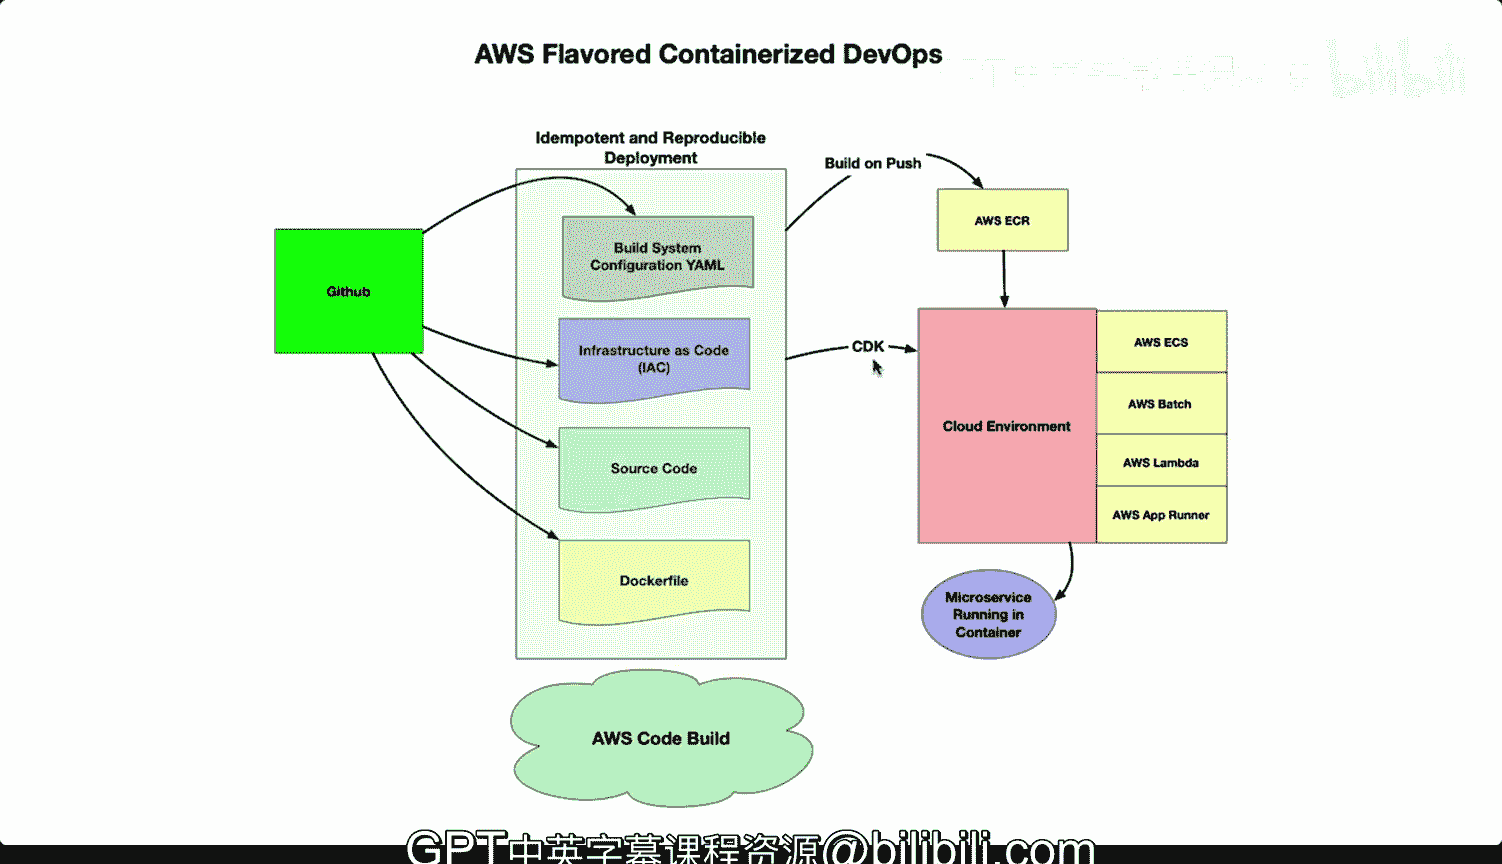 AWS Flavored Containerized DevOps
bilibili
Idempotent and Reproducible
Deployment
Build on Push
AWS ECR
Build System
Configuration YAML
Github
Infrastructure as Code
(IAC)
CDK
AWS ECS
AWS Batch
Cloud Environment
AWS Lambda
Source Code
AWS App Runner
Dockerfile
Microservice
Running in
Container
AWS Code Build
GPT中英字幕课程资源@bilibili.com